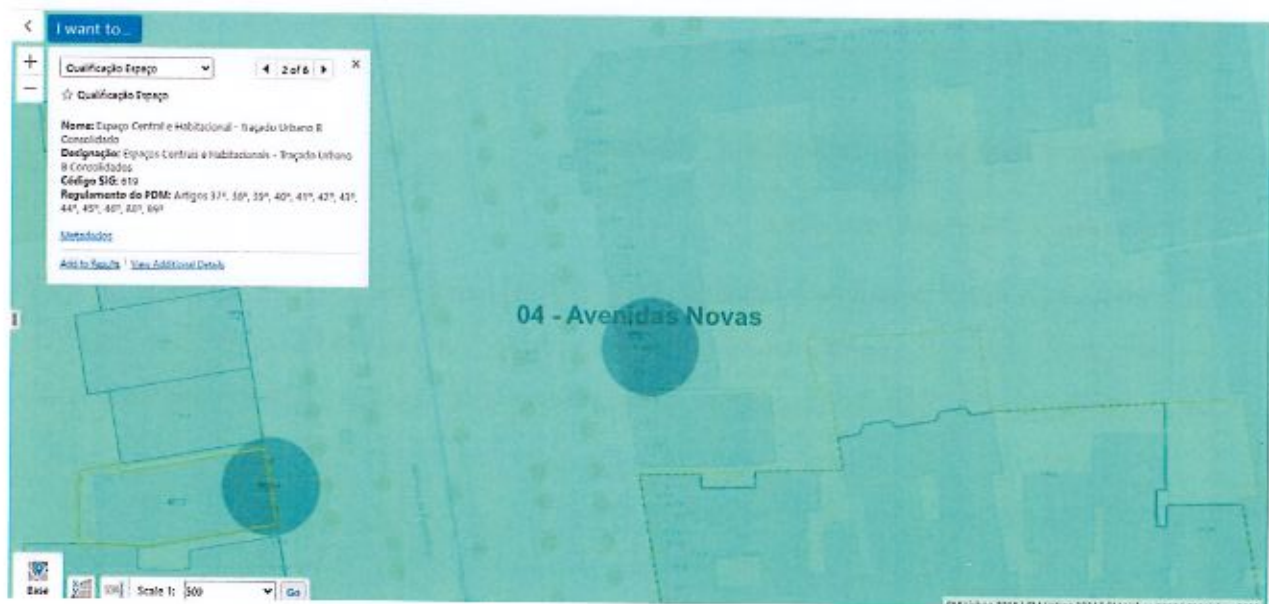 I want to...
Qualificação Espaço
2 of 6
Qualificação Espaço
Nome: Espaço Central e Habitacional - Traçado Urbano B
Consolidado
Designação: Espaços Centrais e Habitacionais - Traçado Urbano
B Consolidados
Código SIG: 619
Regulamento do PDM: Artigos 37º, 38º, 39º, 40º, 41º, 42º, 43º,
44º, 45º, 46º,
Metadados
Add to Results | View Additional Details
04 - Avenidas Novas
Base
Scale 1: 500
Go